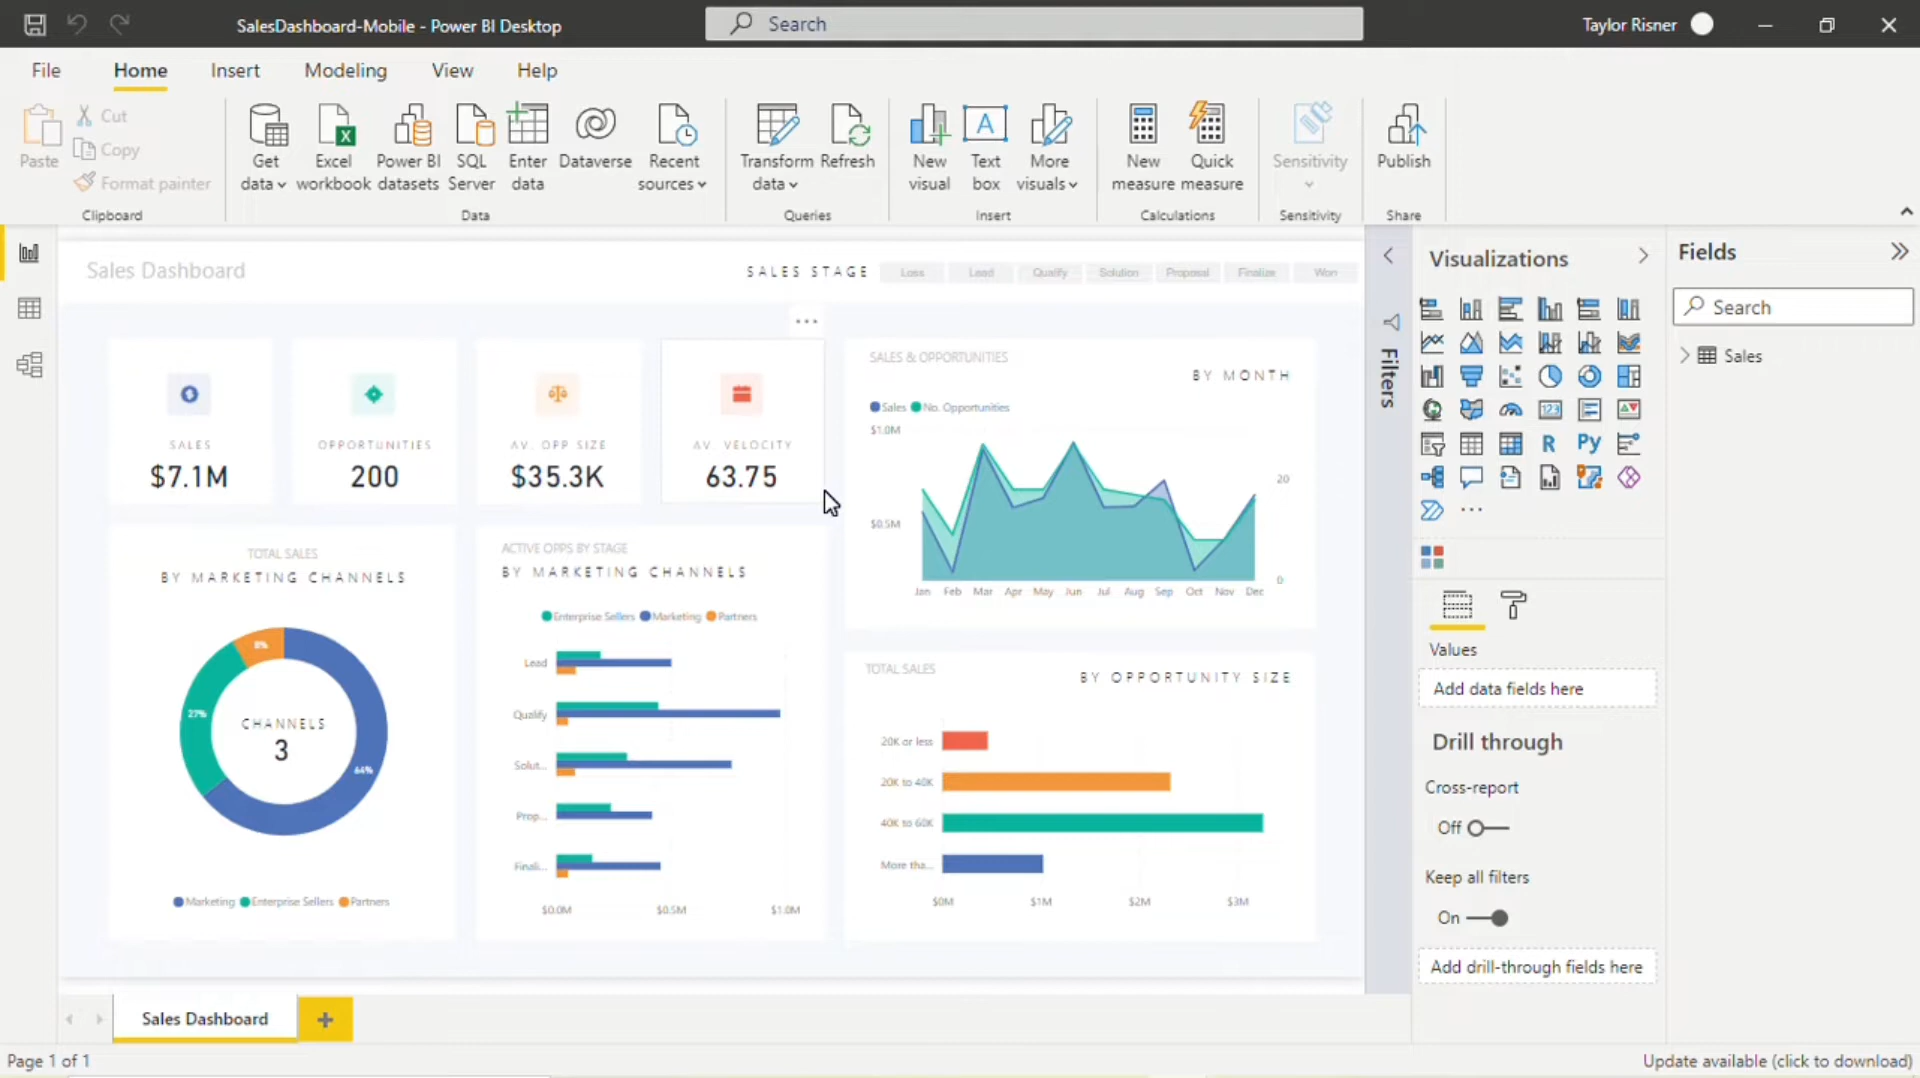 SalesDashboard-Mobile - Power BI Desktop
Search
Taylor Risner
File
Home
Insert
Modeling
View
Help
Paste
Cut
Copy
Format painter
Clipboard
Get data
Excel workbook
Power BI datasets
SQL Server
Enter data
Dataverse
Recent sources
Data
Transform data
Refresh
Queries
New visual
A
Text box
More visuals
Insert
New measure
Quick measure
Calculations
Sensitivity
Sensitivity
Publish
Share
Sales Dashboard
SALES STAGE
Loss
Lead
Qualify
Solution
Proposal
Finalize
Won
SALES
$7.1M
OPPORTUNITIES
200
AV. OPP SIZE
$35.3K
AV. VELOCITY
63.75
SALES & OPPORTUNITIES
BY MONTH
Sales
No. Opportunities
$1.0M
$0.5M
20
0
Jan Feb Mar Apr May Jun Jul Aug Sep Oct Nov Dec
TOTAL SALES
BY MARKETING CHANNELS
8%
27%
64%
CHANNELS
3
Marketing
Enterprise Sellers
Partners
ACTIVE OPPS BY STAGE
BY MARKETING CHANNELS
Enterprise Sellers
Marketing
Partners
Lead
Qualify
Solut...
Prop...
Finali...
$0.0M
$0.5M
$1.0M
TOTAL SALES
BY OPPORTUNITY SIZE
20K or less
20K to 40K
40K to 60K
More tha...
$0M
$1M
$2M
$3M
Filters
Visualizations
123
R
Py
Values
Add data fields here
Drill through
Cross-report
Off
Keep all filters
On
Add drill-through fields here
Fields
Search
Sales
Sales Dashboard
Page 1 of 1
Update available (click to download)